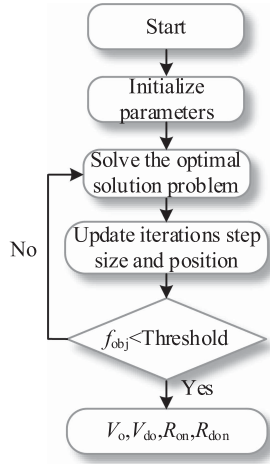 Start
Initialize
parameters
Solve the optimal
solution problem
Update iterations step
size and position
No
fobj<Threshold
Yes
Vo,Vdo,Ron,Rdon